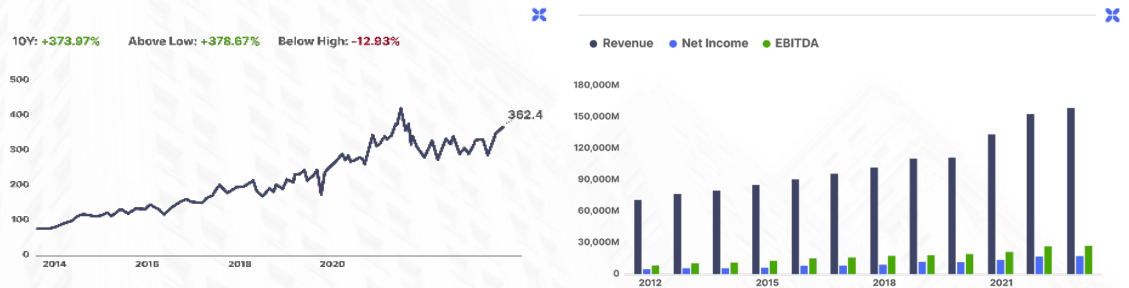 10Y: +373.97% Above Low: +378.67% Below High: -12.93%
500
400
362.4
300
200
100
0
2014 2016 2018 2020
Revenue Net Income EBITDA
180,000M
150,000M
120,000M
90,000M
60,000M
30,000M
0
2012 2015 2018 2021